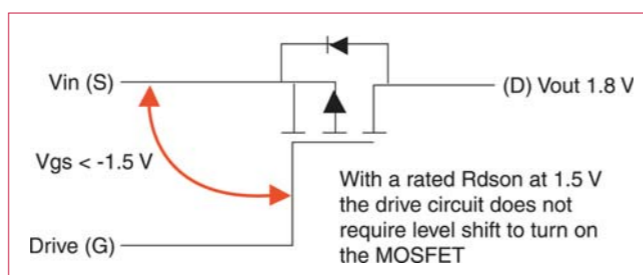 Vin (S)
(D) Vout 1.8 V
Vgs < -1.5 V
With a rated Rdson at 1.5 V
the drive circuit does not
require level shift to turn on
the MOSFET
Drive (G)